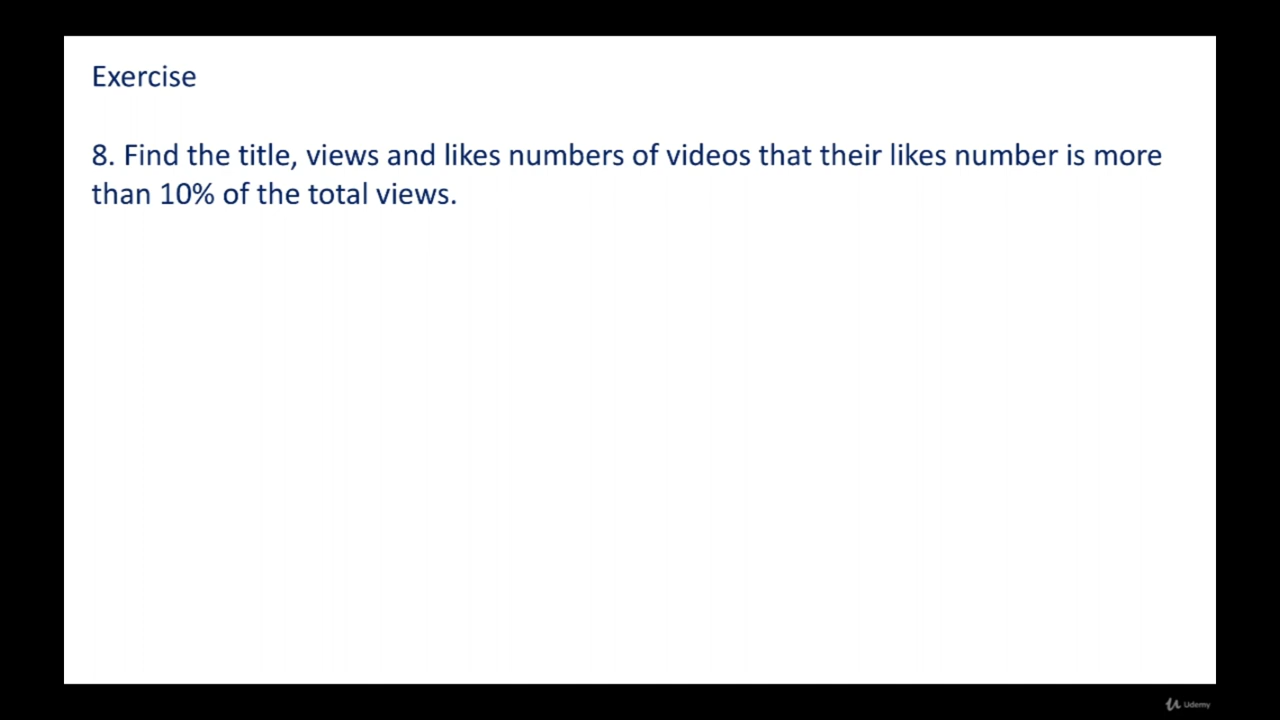 Exercise
8. Find the title, views and likes numbers of videos that their likes number is more
than 10% of the total views.
Udemy